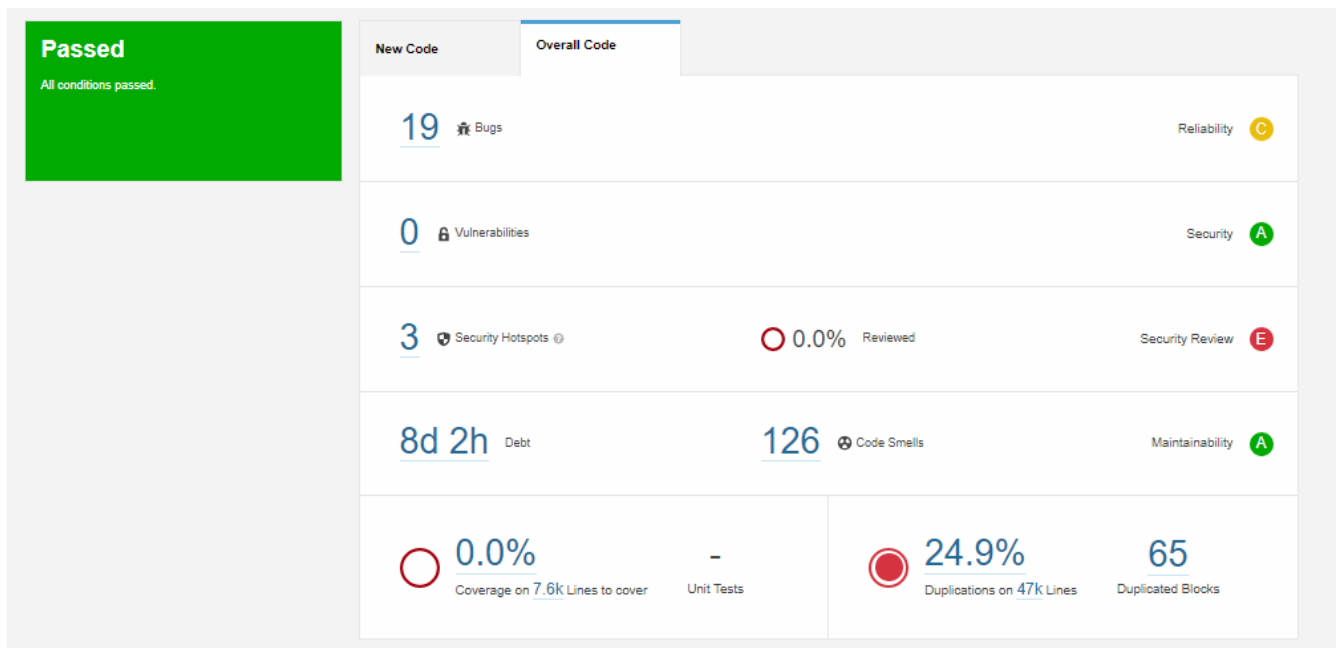 Passed
All conditions passed.
New Code
Overall Code
19 Bugs
Reliability C
0 Vulnerabilities
Security A
3 Security Hotspots ?
0.0% Reviewed
Security Review E
8d 2h Debt
126 Code Smells
Maintainability A
0.0%
Coverage on 7.6k Lines to cover
-
Unit Tests
24.9%
Duplications on 47k Lines
65
Duplicated Blocks